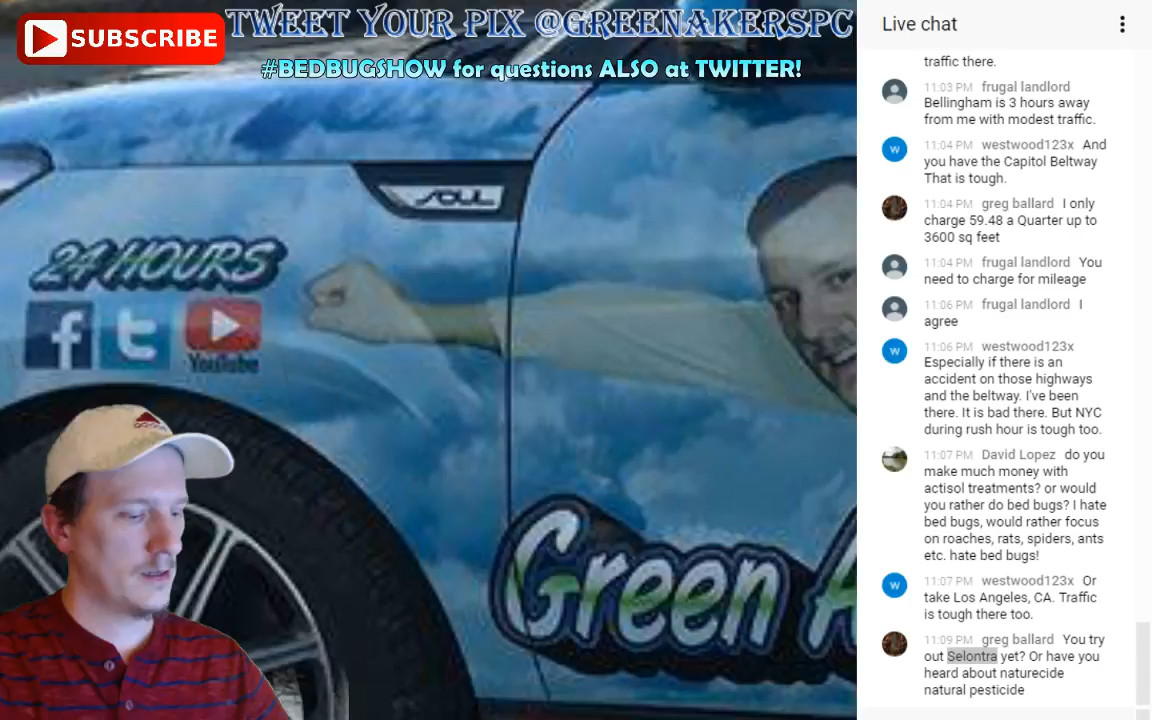 SUBSCRIBE
TWEET YOUR PIX @GREENAKERSPC
#BEDBUGSHOW for questions ALSO at TWITTER!
SOUL
24 HOURS
f
t
YouTube
Green A
Live chat
traffic there.
11:03 PM frugal landlord
Bellingham is 3 hours away
from me with modest traffic.
W
11:04 PM westwood123x And
you have the Capitol Beltway
That is tough.
11:04 PM greg ballard I only
charge 59.48 a Quarter up to
3600 sq feet
11:04 PM frugal landlord You
need to charge for mileage
11:06 PM frugal landlord I
agree
W
11:06 PM westwood123x
Especially if there is an
accident on those highways
and the beltway. I've been
there. It is bad there. But NYC
during rush hour is tough too.
11:07 PM David Lopez do you
make much money with
actisol treatments? or would
you rather do bed bugs? I hate
bed bugs, would rather focus
on roaches, rats, spiders, ants
etc. hate bed bugs!
W
11:07 PM westwood123x Or
take Los Angeles, CA. Traffic
is tough there too.
11:09 PM greg ballard You try
out Selontra yet? Or have you
heard about naturecide
natural pesticide